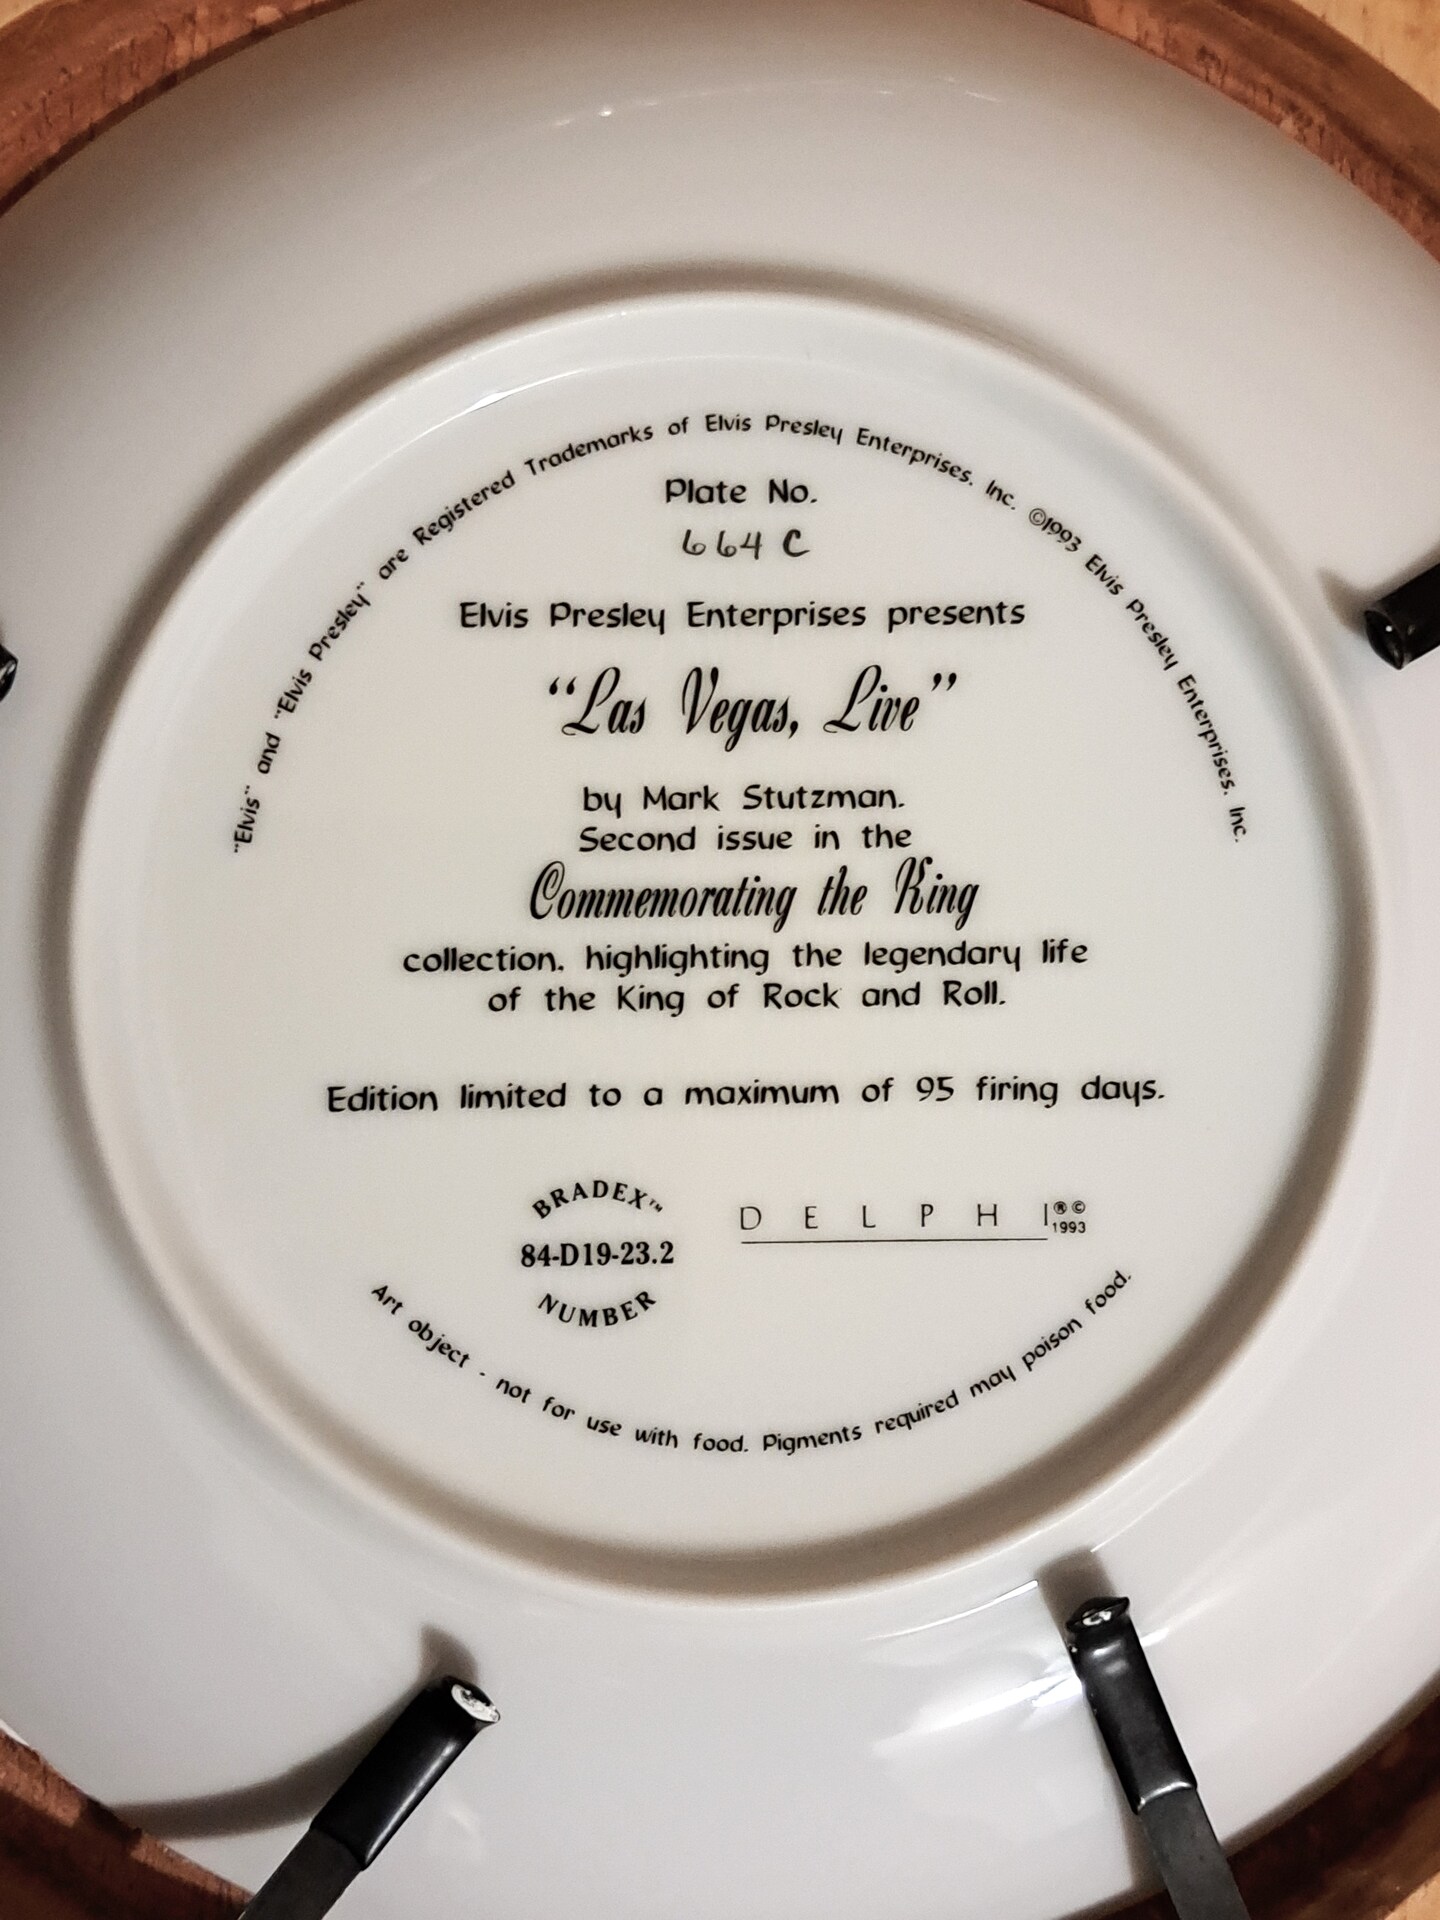 "Elvis" and "Elvis Presley" are Registered Trademarks of Elvis Presley Enterprises, Inc. ©1993 Elvis Presley Enterprises, Inc.
Plate No.
664 C
Elvis Presley Enterprises presents
“Las Vegas, Live”
by Mark Stutzman.
Second issue in the
Commemorating the King
collection, highlighting the legendary life
of the King of Rock and Roll.
Edition limited to a maximum of 95 firing days.
BRADEX™
84-D19-23.2
NUMBER
DELPHI®©
1993
Art object - not for use with food. Pigments required may poison food.